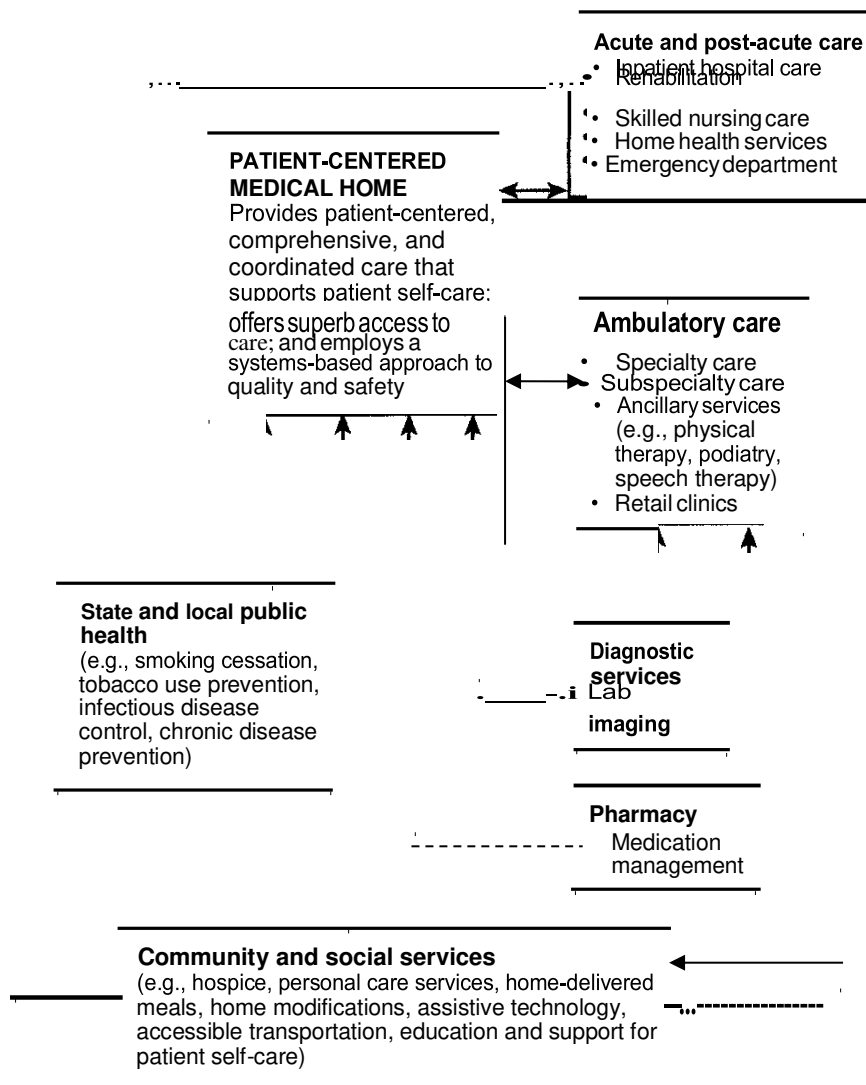 Acute and post-acute care
• Inpatient hospital care
• Rehabilitation
• Skilled nursing care
• Home health services
• Emergency department
PATIENT-CENTERED
MEDICAL HOME
Provides patient-centered,
comprehensive, and
coordinated care that
supports patient self-care:
offers superb access to
care; and employs a
systems-based approach to
quality and safety
Ambulatory care
• Specialty care
• Subspecialty care
• Ancillary services
(e.g., physical
therapy, podiatry,
speech therapy)
• Retail clinics
State and local public
health
(e.g., smoking cessation,
tobacco use prevention,
infectious disease
control, chronic disease
prevention)
Diagnostic
services
Lab
imaging
Pharmacy
Medication
management
Community and social services
(e.g., hospice, personal care services, home-delivered
meals, home modifications, assistive technology,
accessible transportation, education and support for
patient self-care)